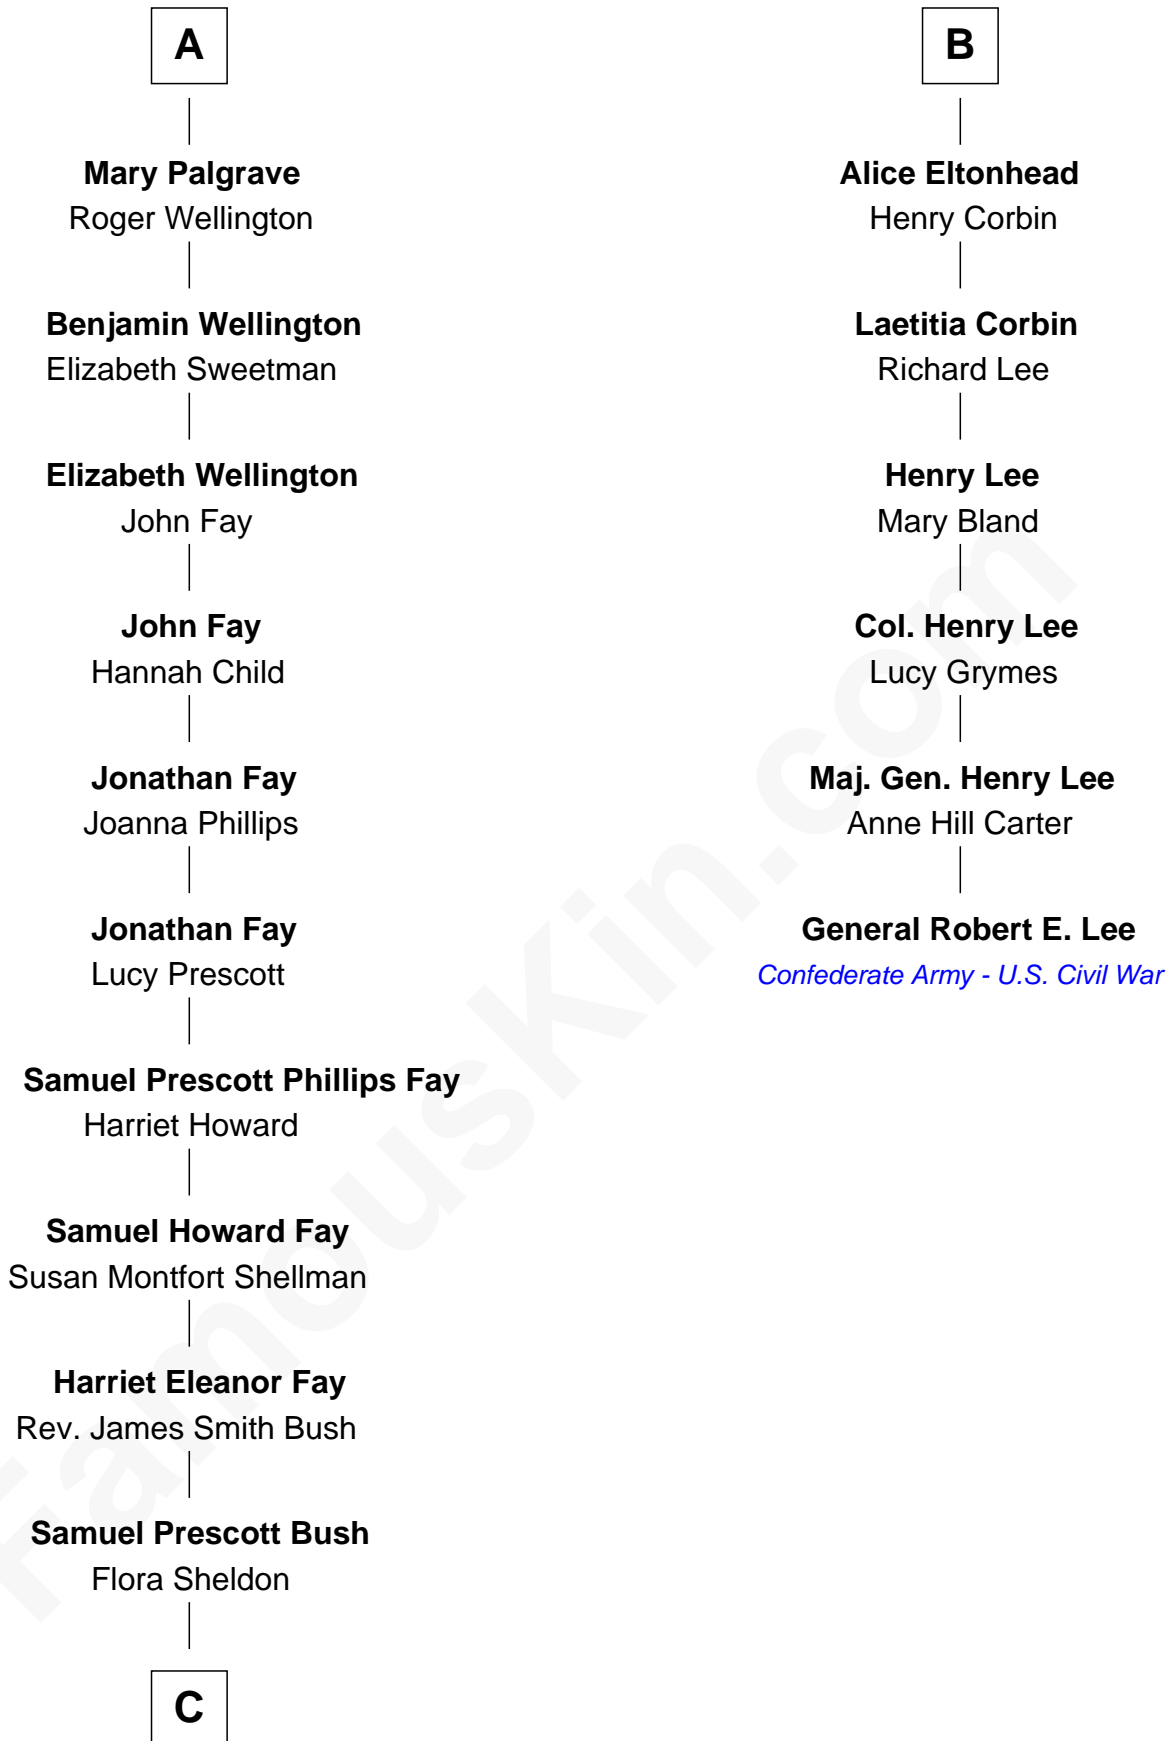 A
Mary Palgrave
Roger Wellington
Benjamin Wellington
Elizabeth Sweetman
Elizabeth Wellington
John Fay
John Fay
Hannah Child
Jonathan Fay
Joanna Phillips
Jonathan Fay
Lucy Prescott
Samuel Prescott Phillips Fay
Harriet Howard
Samuel Howard Fay
Susan Montfort Shellman
Harriet Eleanor Fay
Rev. James Smith Bush
Samuel Prescott Bush
Flora Sheldon
C
B
Alice Eltonhead
Henry Corbin
Laetitia Corbin
Richard Lee
Henry Lee
Mary Bland
Col. Henry Lee
Lucy Grymes
Maj. Gen. Henry Lee
Anne Hill Carter
General Robert E. Lee
Confederate Army - U.S. Civil War
FamousKin.com